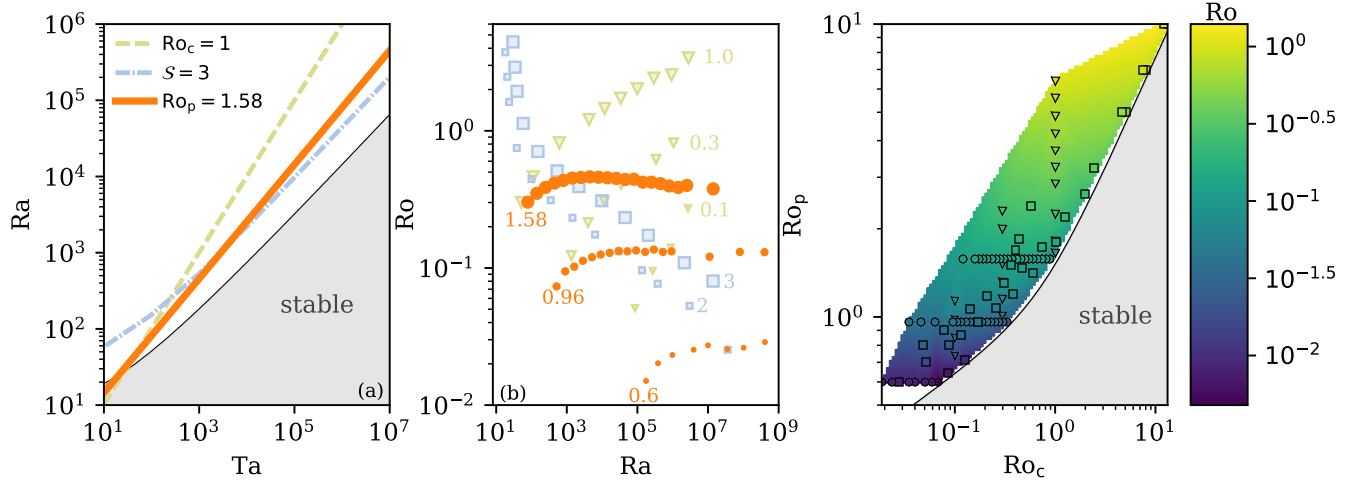 Ro_c = 1
S = 3
Ro_p = 1.58
10^6
10^5
10^4
10^3
10^2
10^1
Ra
stable
(a)
10^1
10^3
10^5
10^7
Ta
Ro
10^0
10^-1
10^-2
1.0
0.3
0.1
1.58
0.96
3
2
0.6
(b)
10^1
10^3
10^5
10^7
10^9
Ra
Ro_p
10^1
10^0
stable
10^-1
10^0
10^1
Ro_c
Ro
10^0
10^-0.5
10^-1
10^-1.5
10^-2